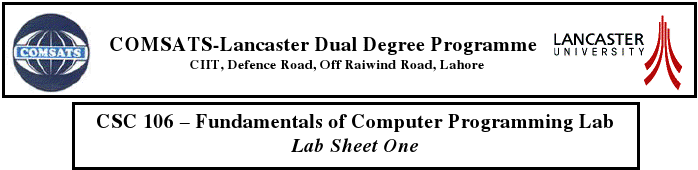 COMSATS
COMSATS-Lancaster Dual Degree Programme
CIIT, Defence Road, Off Raiwind Road, Lahore
LANCASTER
UNIVERSITY
CSC 106 – Fundamentals of Computer Programming Lab
Lab Sheet One